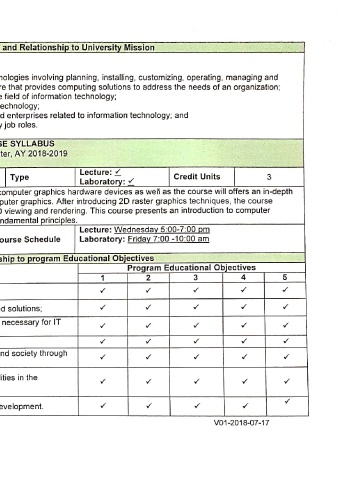 and Relationship to University Mission
nologies involving planning, installing, customizing, operating, managing and
re that provides computing solutions to address the needs of an organization;
e field of information technology;
echnology;
d enterprises related to information technology; and
y job roles.
SE SYLLABUS
ter, AY 2018-2019
Type Lecture: ✓ Credit Units 3
Laboratory: ✓
computer graphics hardware devices as well as the course will offers an in-depth
puter graphics. After introducing 2D raster graphics techniques, the course
D viewing and rendering. This course presents an introduction to computer
ndamental principles.
ourse Schedule Lecture: Wednesday 5:00-7:00 pm
Laboratory: Friday 7:00 -10:00 am
ship to program Educational Objectives
Program Educational Objectives
1 2 3 4 5
✓ ✓ ✓ ✓ ✓
d solutions; ✓ ✓ ✓ ✓ ✓
necessary for IT ✓ ✓ ✓ ✓ ✓
✓ ✓ ✓ ✓ ✓
nd society through ✓ ✓ ✓ ✓ ✓
ities in the ✓ ✓ ✓ ✓ ✓
evelopment. ✓ ✓ ✓ ✓ ✓
V01-2018-07-17